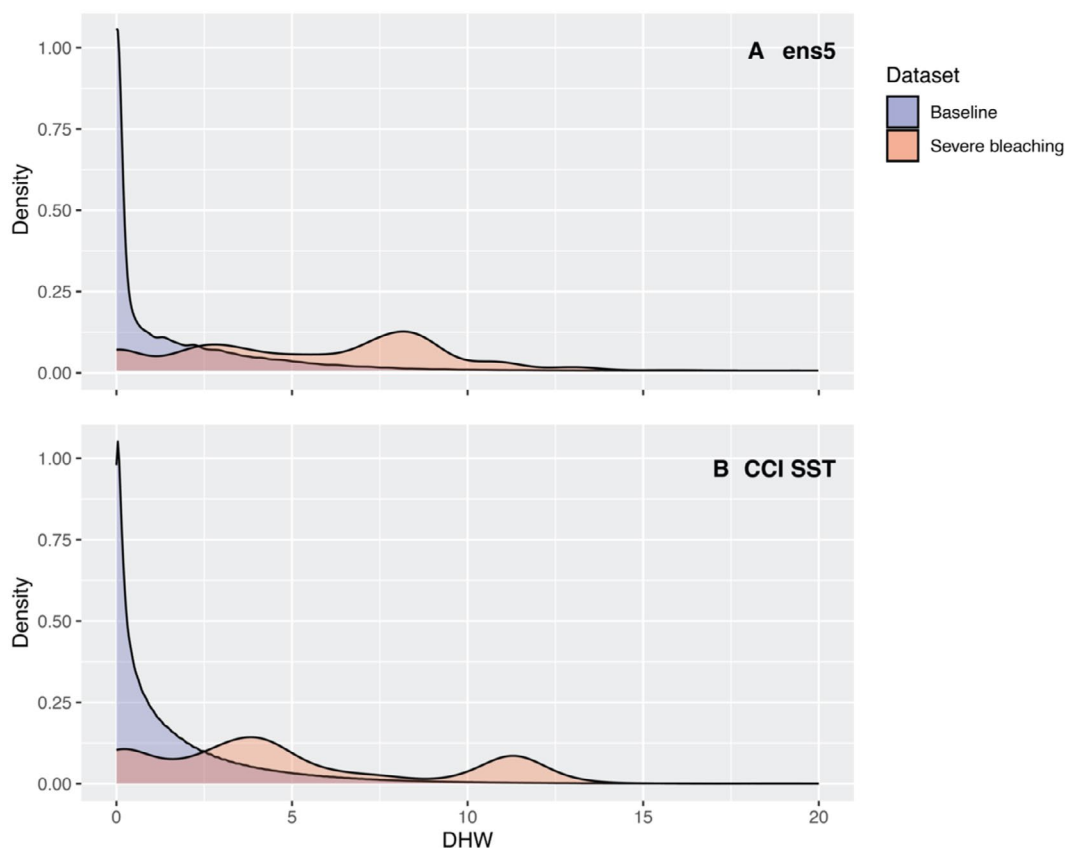 A ens5
1.00
0.75
0.50
0.25
0.00
Density
Dataset
Baseline
Severe bleaching
B CCI SST
1.00
0.75
0.50
0.25
0.00
Density
0 5 10 15 20
DHW